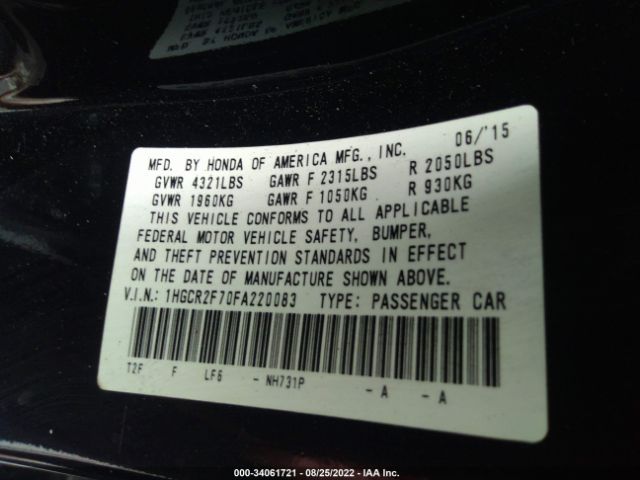 MFD. BY HONDA OF AMERICA MFG., INC. 06/'15
GVWR 4321LBS GAWR F 2315LBS R 2050LBS
GVWR 1960KG GAWR F 1050KG R 930KG
THIS VEHICLE CONFORMS TO ALL APPLICABLE
FEDERAL MOTOR VEHICLE SAFETY, BUMPER,
AND THEFT PREVENTION STANDARDS IN EFFECT
ON THE DATE OF MANUFACTURE SHOWN ABOVE.
V.I.N.: 1HGCR2F70FA220083 TYPE: PASSENGER CAR
T2F F LF6 - NH731P - A - A
000-34061721 - 08/25/2022 - IAA Inc.